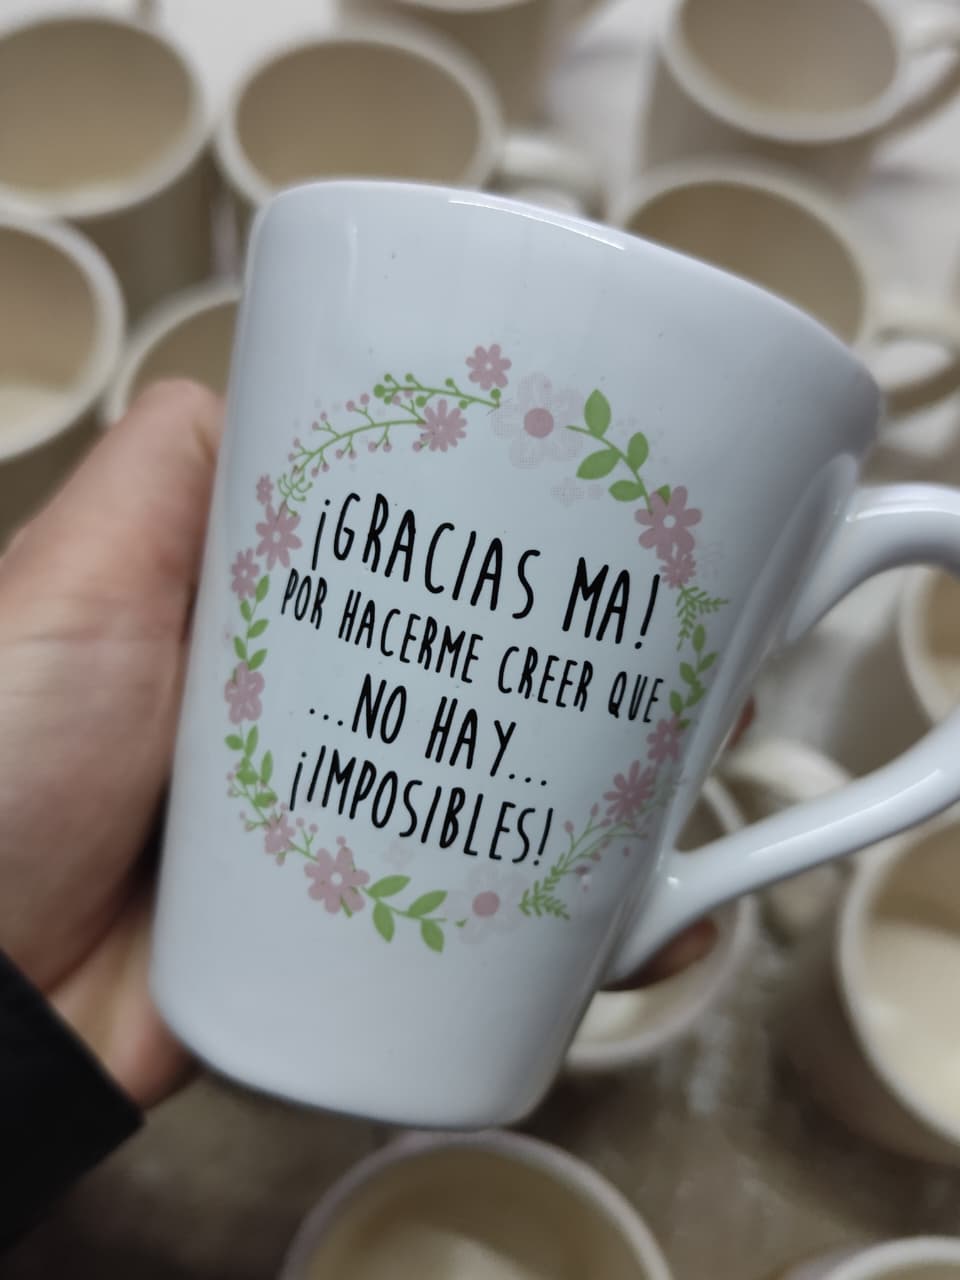 ¡GRACIAS MA!
POR HACERME CREER QUE
...NO HAY...
¡IMPOSIBLES!